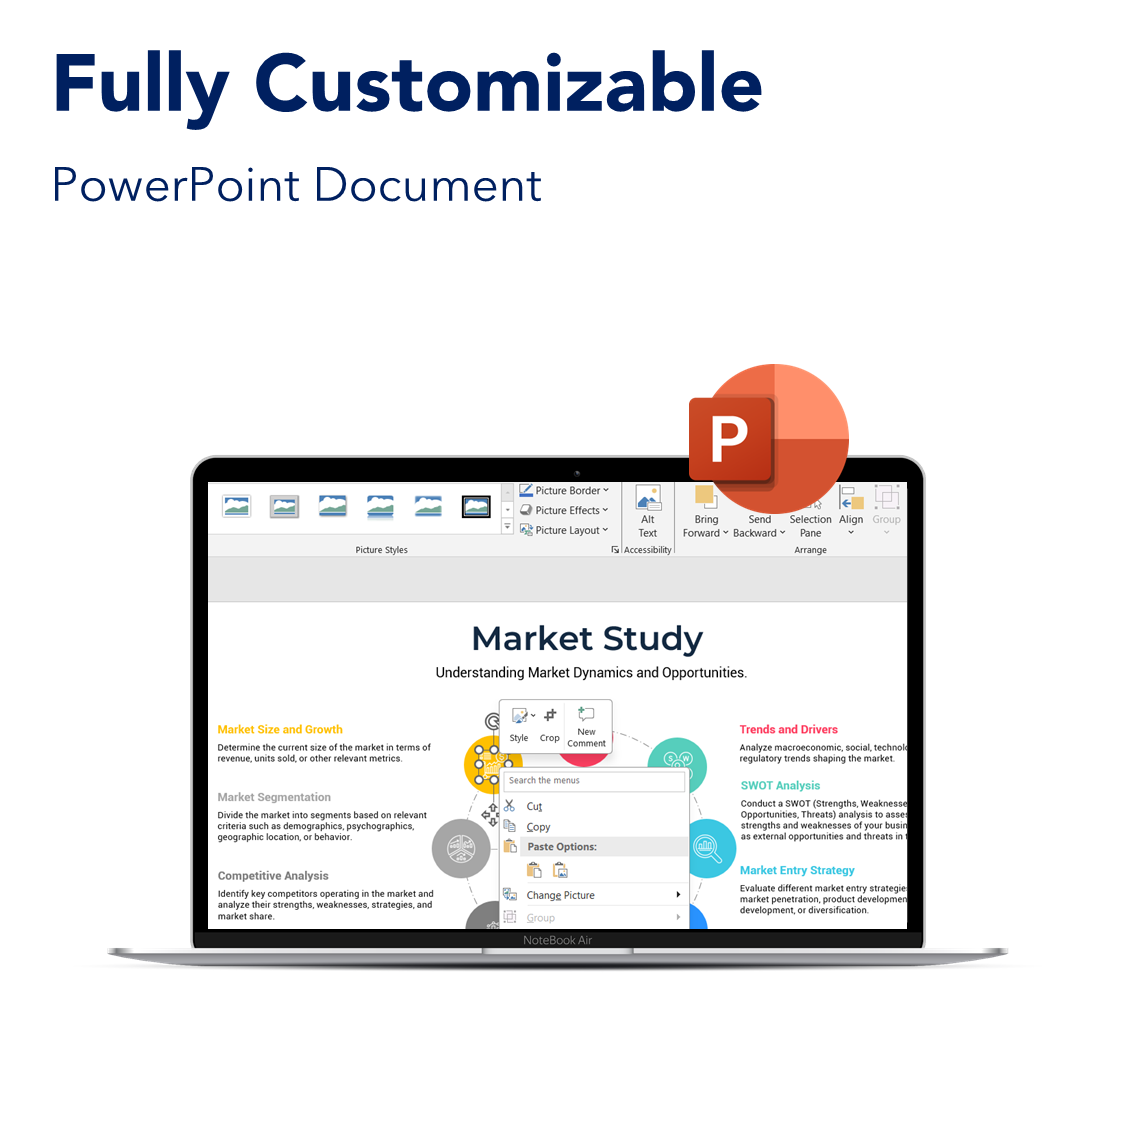 Fully Customizable
PowerPoint Document
P
Picture Border
Picture Effects
Picture Layout
Alt
Text
Bring
Forward
Send
Backward
Selection
Pane
Align
Group
Picture Styles
Accessibility
Arrange
Market Study
Understanding Market Dynamics and Opportunities.
Style
Crop
New
Comment
Market Size and Growth
Determine the current size of the market in terms of
revenue, units sold, or other relevant metrics.
Market Segmentation
Divide the market into segments based on relevant
criteria such as demographics, psychographics,
geographic location, or behavior.
Competitive Analysis
Identify key competitors operating in the market and
analyze their strengths, weaknesses, strategies, and
market share.
S W
O T
Search the menus
Cut
Copy
Paste Options:
Change Picture
Group
Trends and Drivers
Analyze macroeconomic, social, technol
regulatory trends shaping the market.
SWOT Analysis
Conduct a SWOT (Strengths, Weaknesse
Opportunities, Threats) analysis to asses
strengths and weaknesses of your busin
as external opportunities and threats in t
Market Entry Strategy
Evaluate different market entry strategie
market penetration, product developmen
development, or diversification.
NoteBook Air